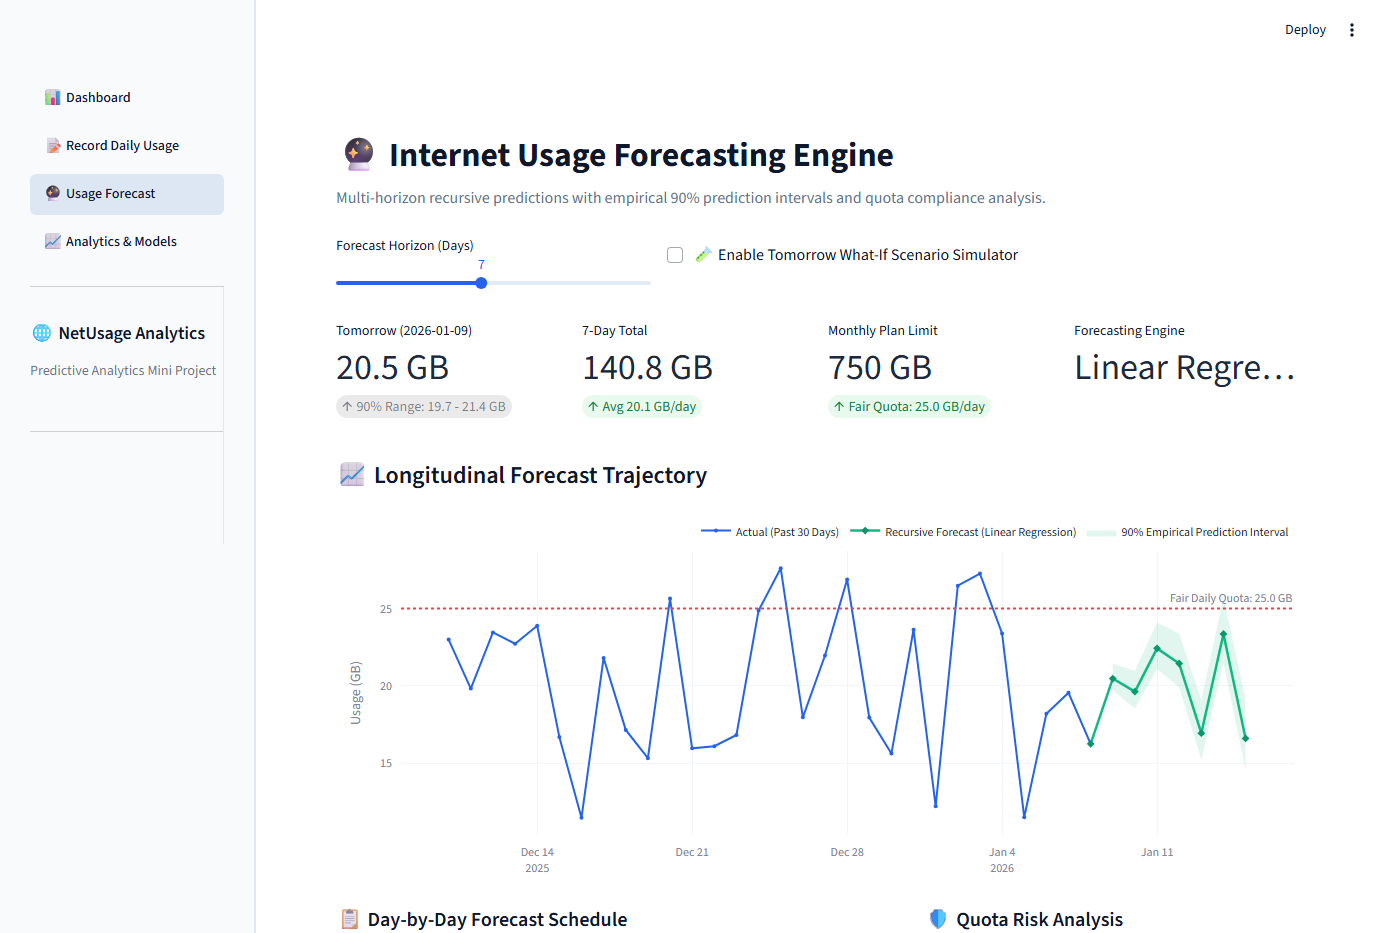 Deploy
Dashboard
Record Daily Usage
Usage Forecast
Analytics & Models
NetUsage Analytics
Predictive Analytics Mini Project
Internet Usage Forecasting Engine
Multi-horizon recursive predictions with empirical 90% prediction intervals and quota compliance analysis.
Forecast Horizon (Days)
7
Enable Tomorrow What-If Scenario Simulator
Tomorrow (2026-01-09)
20.5 GB
↑ 90% Range: 19.7 - 21.4 GB
7-Day Total
140.8 GB
↑ Avg 20.1 GB/day
Monthly Plan Limit
750 GB
↑ Fair Quota: 25.0 GB/day
Forecasting Engine
Linear Regre...
Longitudinal Forecast Trajectory
Actual (Past 30 Days)
Recursive Forecast (Linear Regression)
90% Empirical Prediction Interval
Fair Daily Quota: 25.0 GB
Usage (GB)
25
20
15
Dec 14
2025
Dec 21
Dec 28
Jan 4
2026
Jan 11
Day-by-Day Forecast Schedule
Quota Risk Analysis